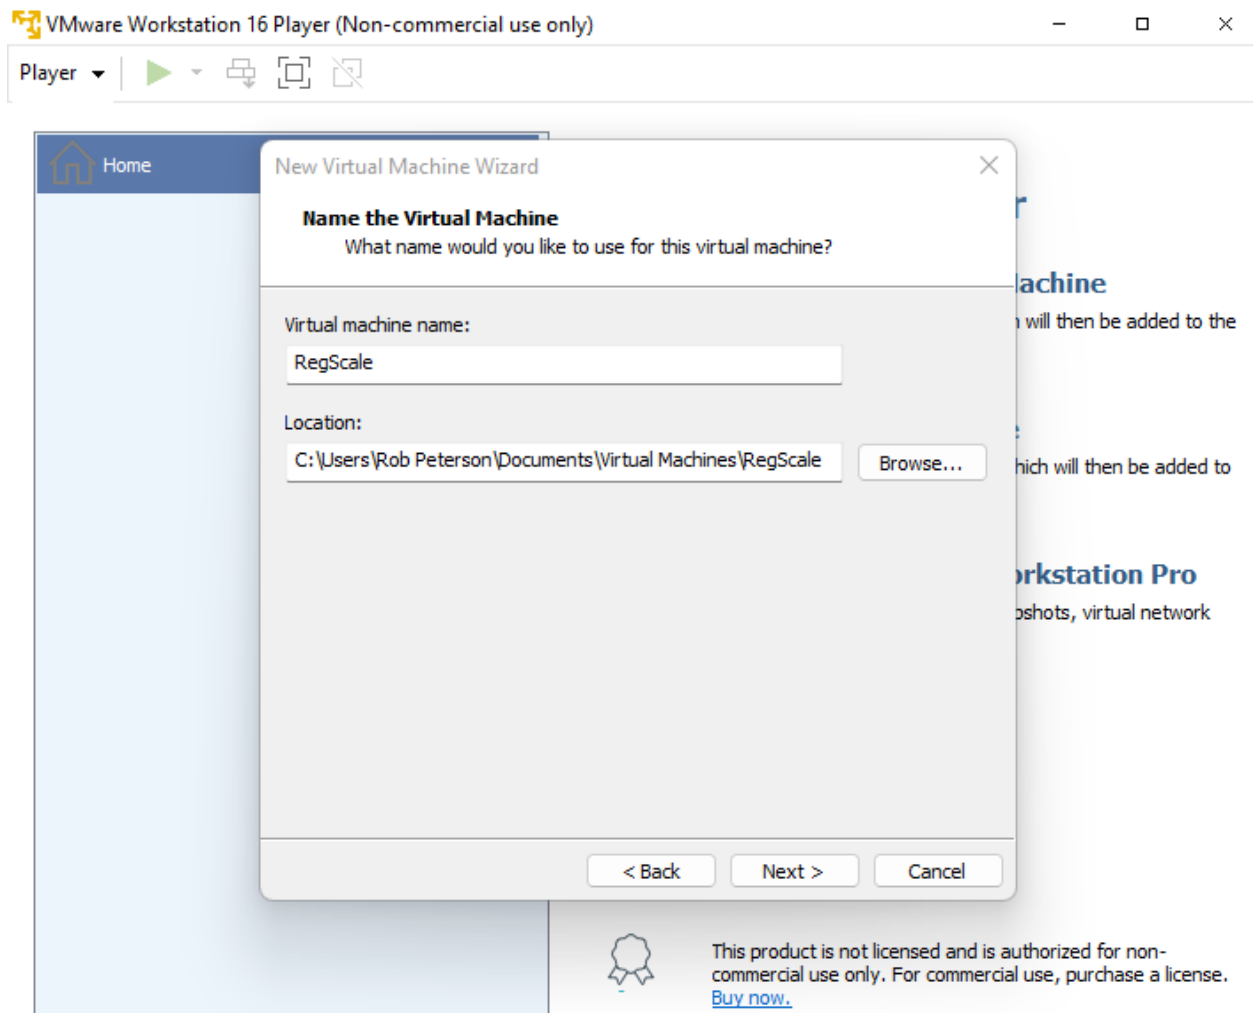 VMware Workstation 16 Player (Non-commercial use only)
Player
Home
New Virtual Machine Wizard
Name the Virtual Machine
What name would you like to use for this virtual machine?
Virtual machine name:
RegScale
Location:
C:\Users\Rob Peterson\Documents\Virtual Machines\RegScale
Browse...
< Back
Next >
Cancel
will then be added to the
will then be added to
Pro
virtual network
This product is not licensed and is authorized for non-
commercial use only. For commercial use, purchase a license.
Buy now.